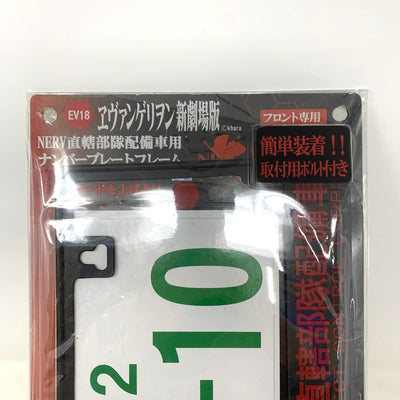 EV18
ヱヴァンゲリヲン新劇場版
©khara
フロント専用
NERV直轄部隊配備車用
ナンバープレートフレーム
簡単装着!!
取付用ボルト付き
直轄部隊配備車
2
-10